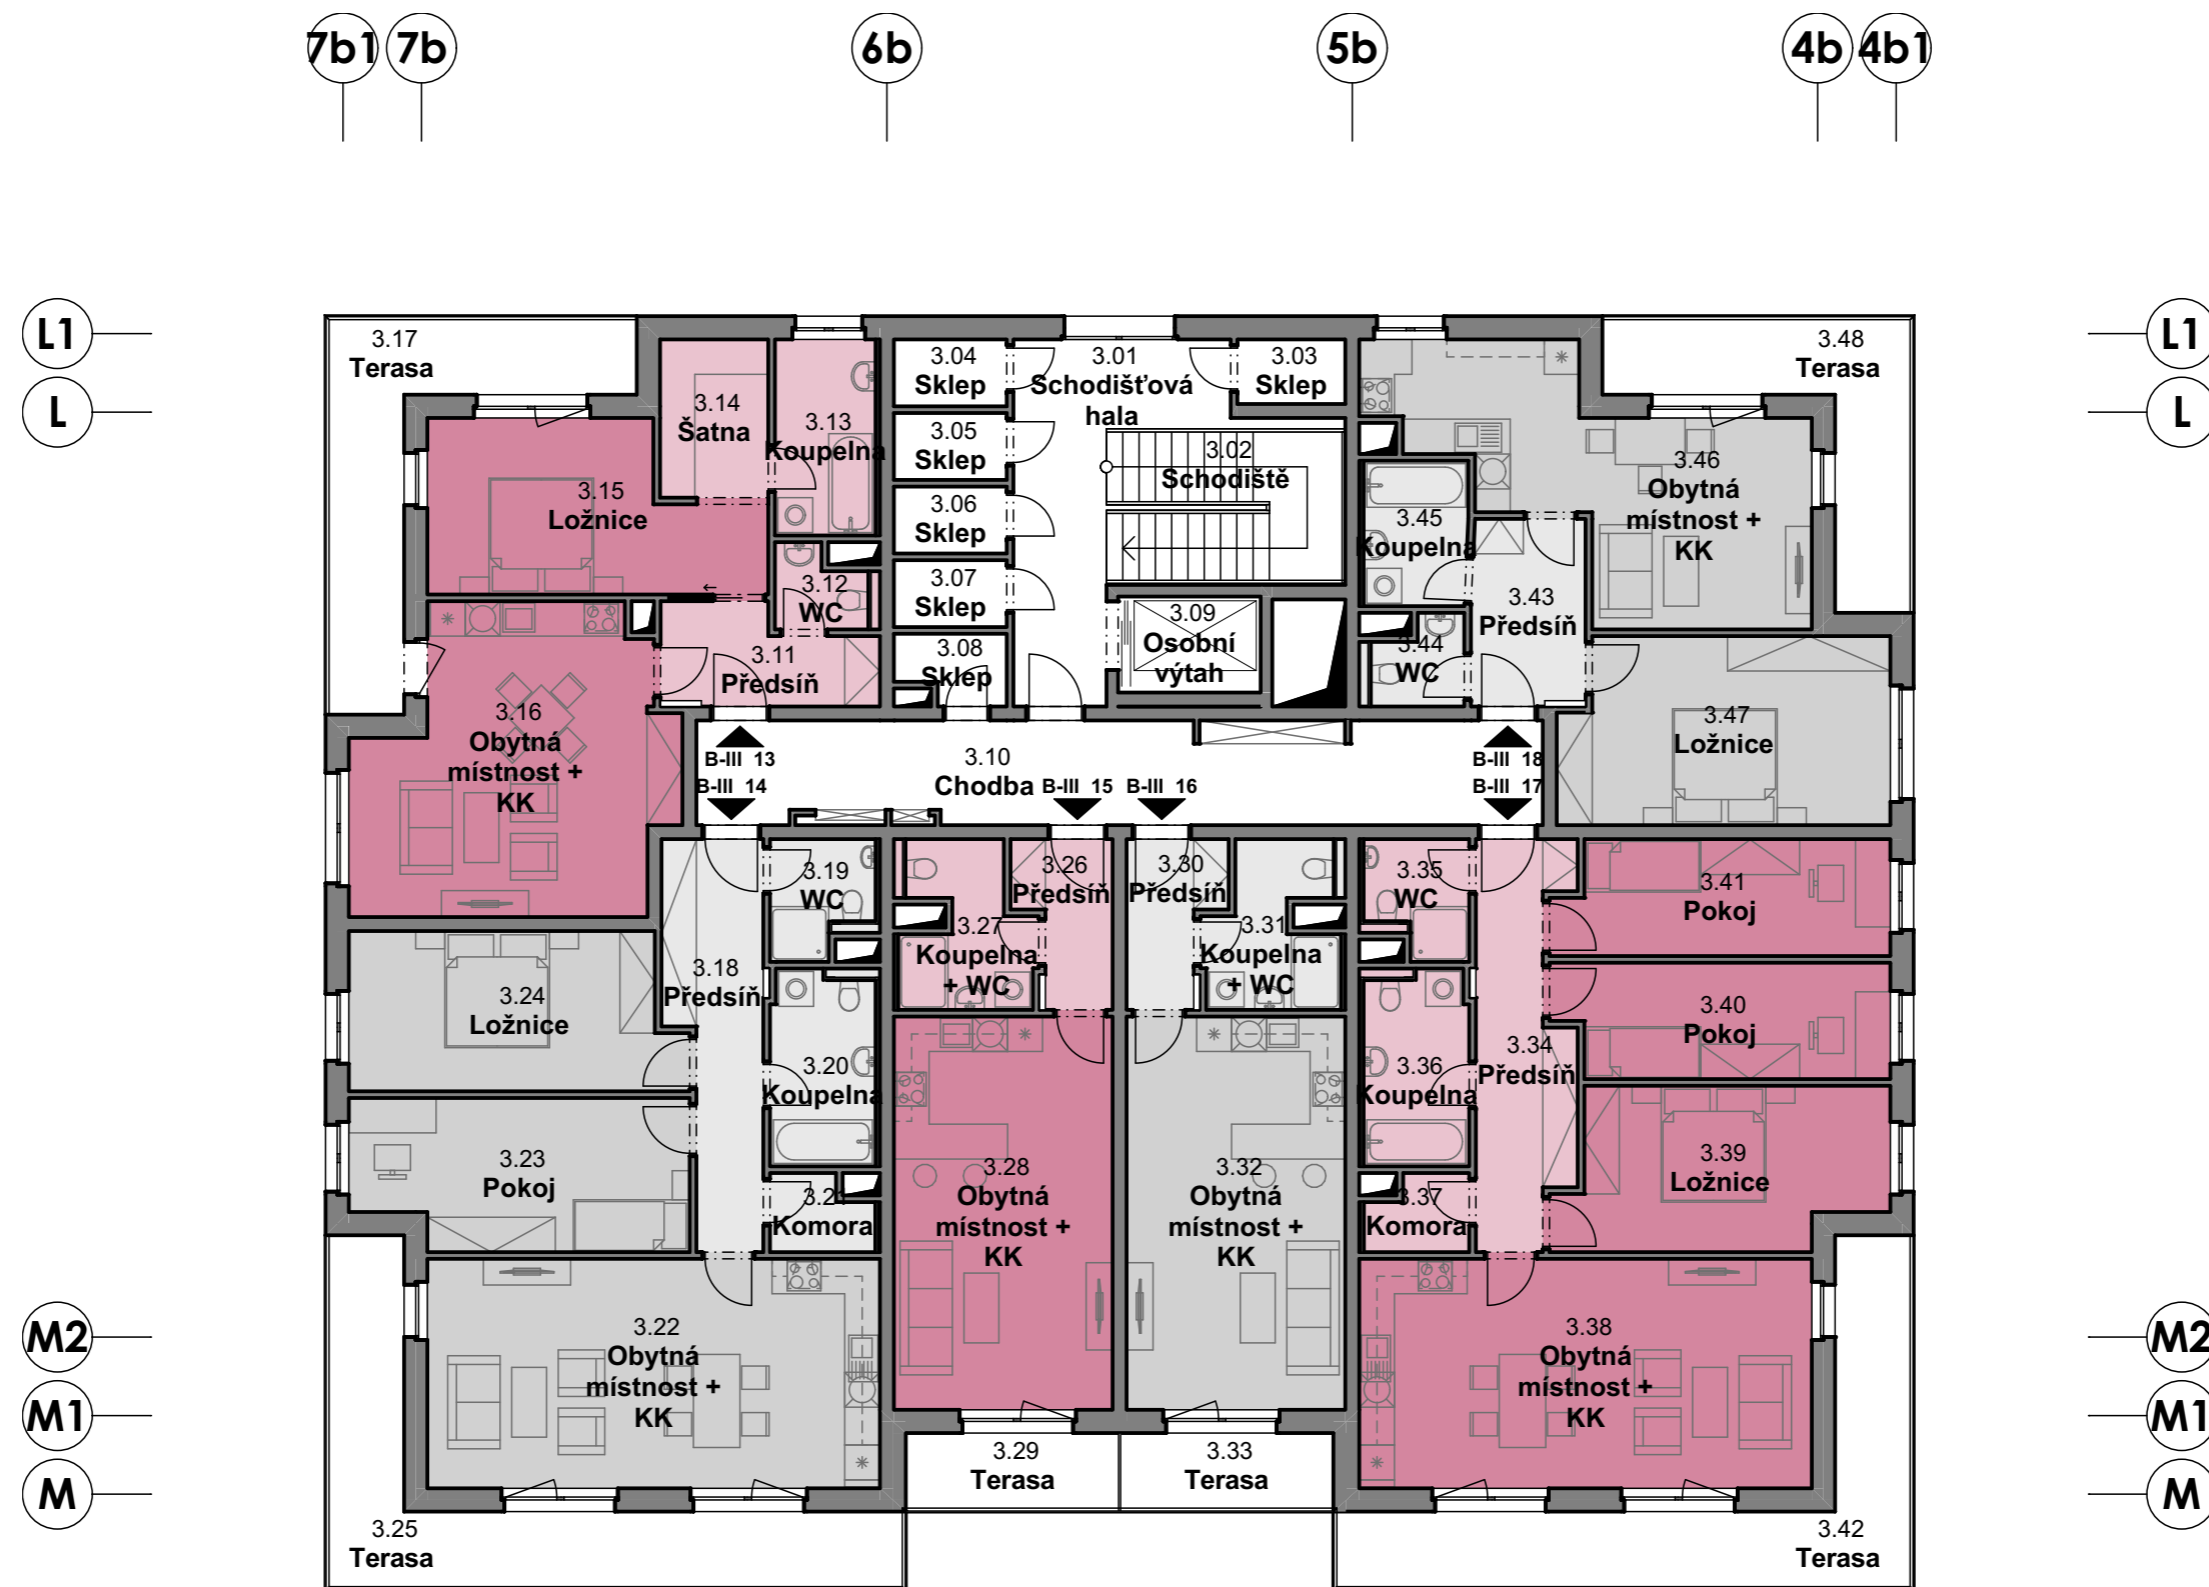 7b1 7b 6b 5b 4b 4b1
L1 L1
L L
3.17
Terasa
3.04
Sklep
3.01
Schodišťová
hala
3.03
Sklep
3.48
Terasa
3.14
Šatna
3.13
Koupelna
3.05
Sklep
3.02
Schodiště
3.46
Obytná
místnost +
KK
3.15
Ložnice
3.06
Sklep
3.45
Koupelna
3.12
WC
3.07
Sklep
3.09
Osobní
výtah
3.43
Předsíň
3.11
Předsíň
3.08
Sklep
3.44
WC
3.16
Obytná
místnost +
KK
3.47
Ložnice
B-III 13
B-III 14
3.10
Chodba
B-III 15
B-III 16
B-III 18
B-III 17
3.19
WC
3.26
Předsíň
3.30
Předsíň
3.35
WC
3.41
Pokoj
3.27
Koupelna
+ WC
3.31
Koupelna
+ WC
3.18
Předsíň
3.24
Ložnice
3.40
Pokoj
3.20
Koupelna
3.36
Koupelna
3.34
Předsíň
3.23
Pokoj
3.28
Obytná
místnost +
KK
3.32
Obytná
místnost +
KK
3.39
Ložnice
3.21
Komora
3.37
Komora
3.22
Obytná
místnost +
KK
3.38
Obytná
místnost +
KK
M2 M2
M1 M1
M M
3.29
Terasa
3.33
Terasa
3.25
Terasa
3.42
Terasa